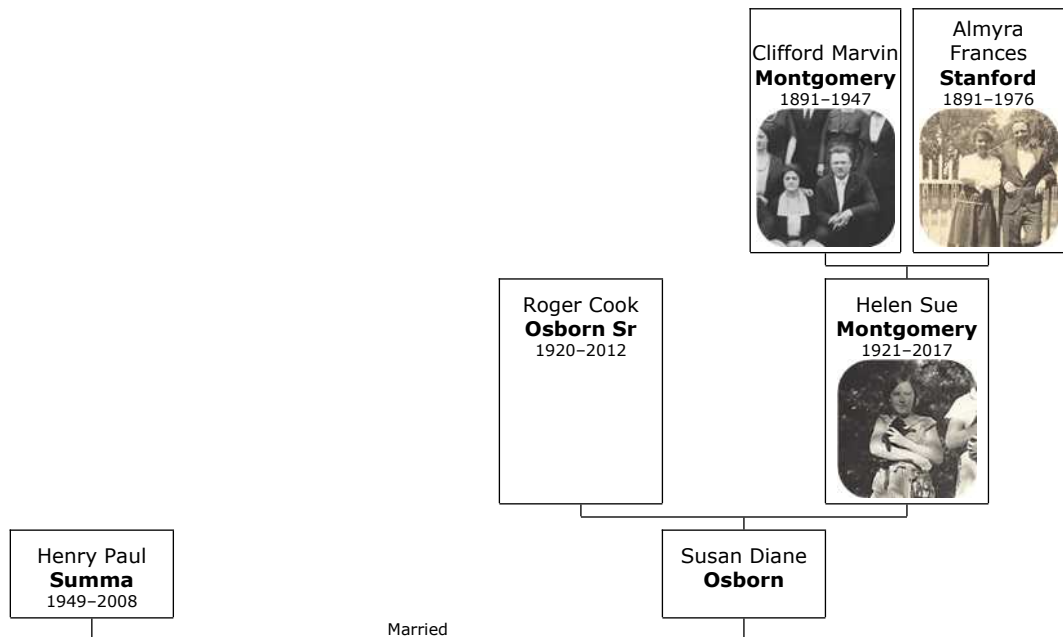 Clifford Marvin
Montgomery
1891–1947
Almyra
Frances
Stanford
1891–1976
Roger Cook
Osborn Sr
1920–2012
Helen Sue
Montgomery
1921–2017
Henry Paul
Summa
1949–2008
Susan Diane
Osborn
Married